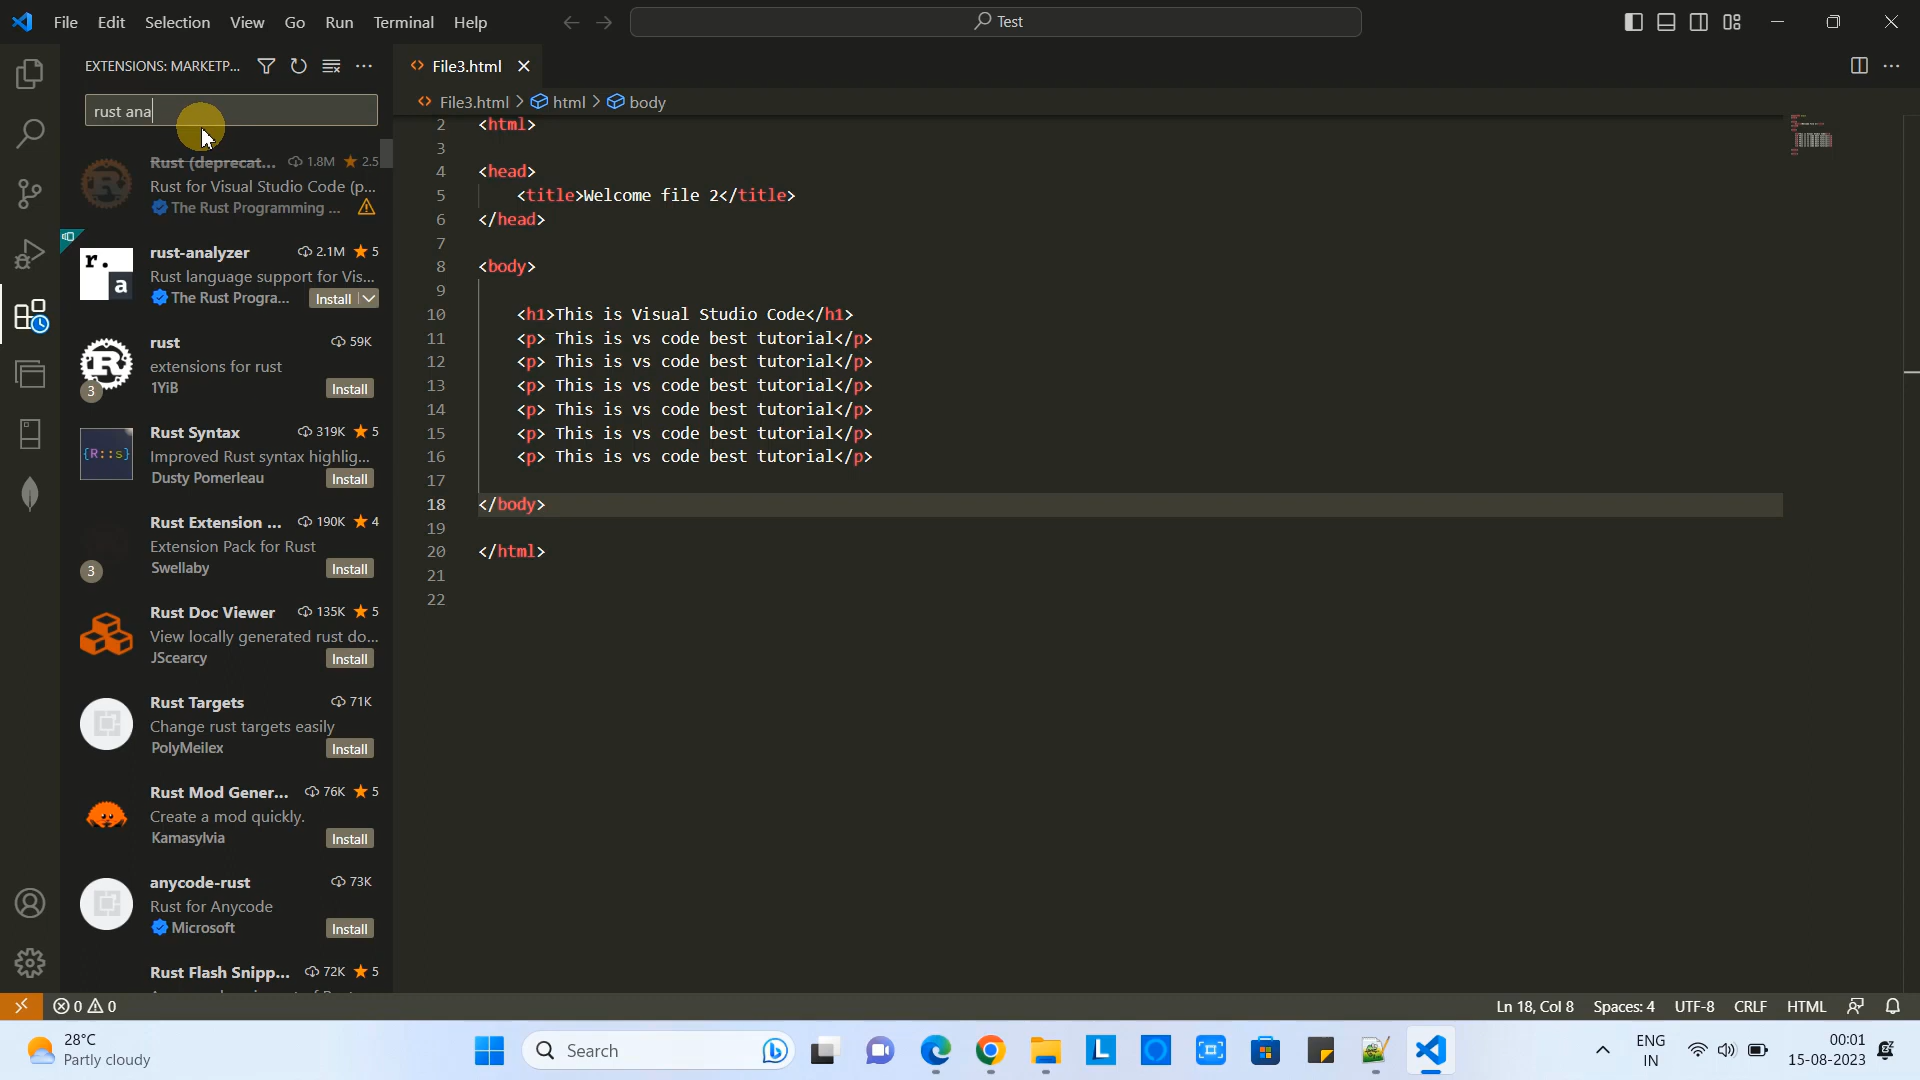 File Edit Selection View Go Run Terminal Help
Test
EXTENSIONS: MARKETP...
rust ana
Rust (deprecat... 1.8M 2.5
Rust for Visual Studio Code (p...
The Rust Programming ...
r.a
rust-analyzer 2.1M 5
Rust language support for Vis...
The Rust Progra... Install
rust 59K
extensions for rust
1YiB Install
3
{R::s}
Rust Syntax 319K 5
Improved Rust syntax highlig...
Dusty Pomerleau Install
Rust Extension ... 190K 4
Extension Pack for Rust
Swellaby Install
3
Rust Doc Viewer 135K 5
View locally generated rust do...
JScearcy Install
Rust Targets 71K
Change rust targets easily
PolyMeilex Install
Rust Mod Gener... 76K 5
Create a mod quickly.
Kamasylvia Install
anycode-rust 73K
Rust for Anycode
Microsoft Install
Rust Flash Snipp... 72K 5
File3.html
File3.html > html > body
2 <html>
3
4 <head>
5 <title>Welcome file 2</title>
6 </head>
7
8 <body>
9
10 <h1>This is Visual Studio Code</h1>
11 <p> This is vs code best tutorial</p>
12 <p> This is vs code best tutorial</p>
13 <p> This is vs code best tutorial</p>
14 <p> This is vs code best tutorial</p>
15 <p> This is vs code best tutorial</p>
16 <p> This is vs code best tutorial</p>
17
18 </body>
19
20 </html>
21
22
0 0
Ln 18, Col 8 Spaces: 4 UTF-8 CRLF HTML
28°C
Partly cloudy
Search
L
ENG
IN
00:01
15-08-2023